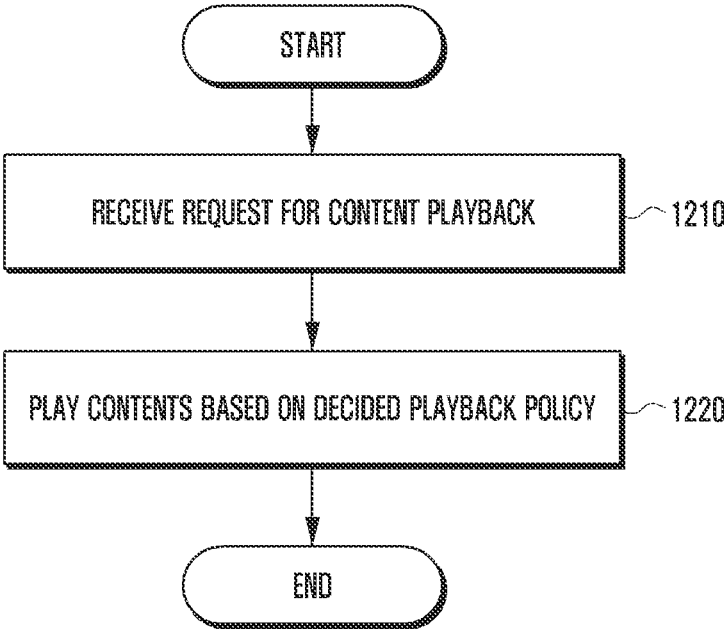 START
RECEIVE REQUEST FOR CONTENT PLAYBACK
1210
PLAY CONTENTS BASED ON DECIDED PLAYBACK POLICY
1220
END